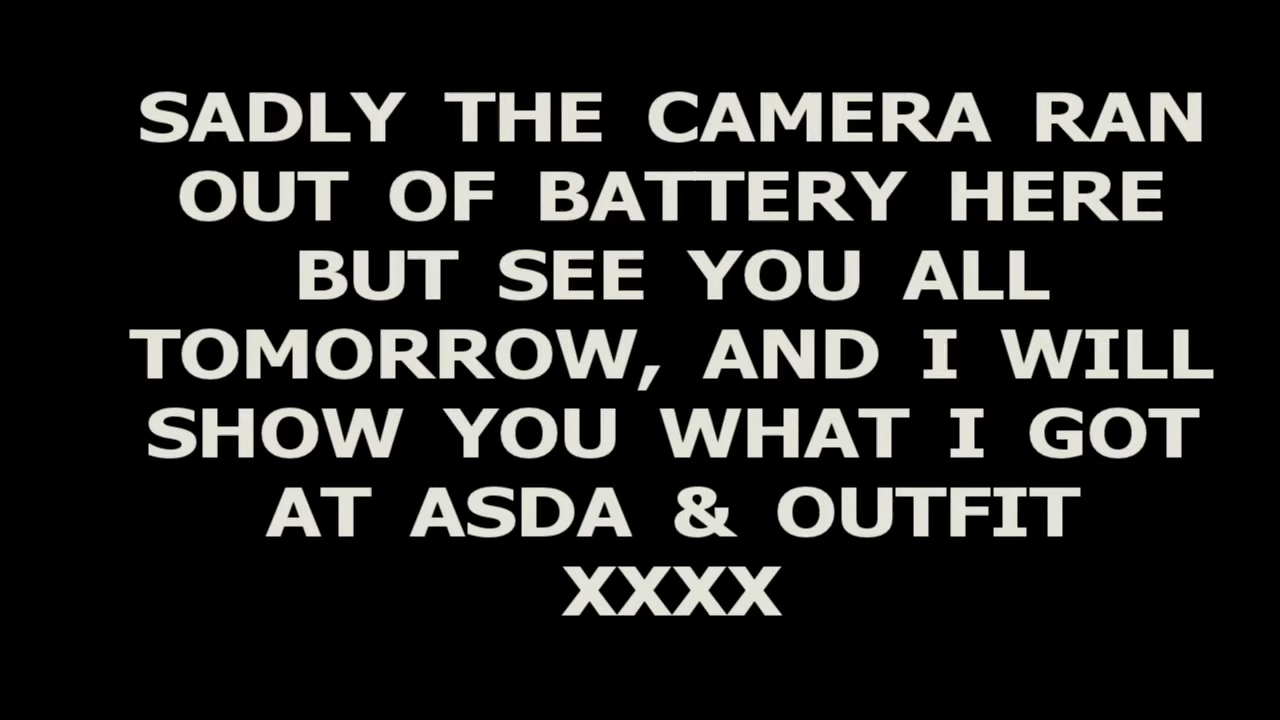 SADLY THE CAMERA RAN
OUT OF BATTERY HERE
BUT SEE YOU ALL
TOMORROW, AND I WILL
SHOW YOU WHAT I GOT
AT ASDA & OUTFIT
XXXX